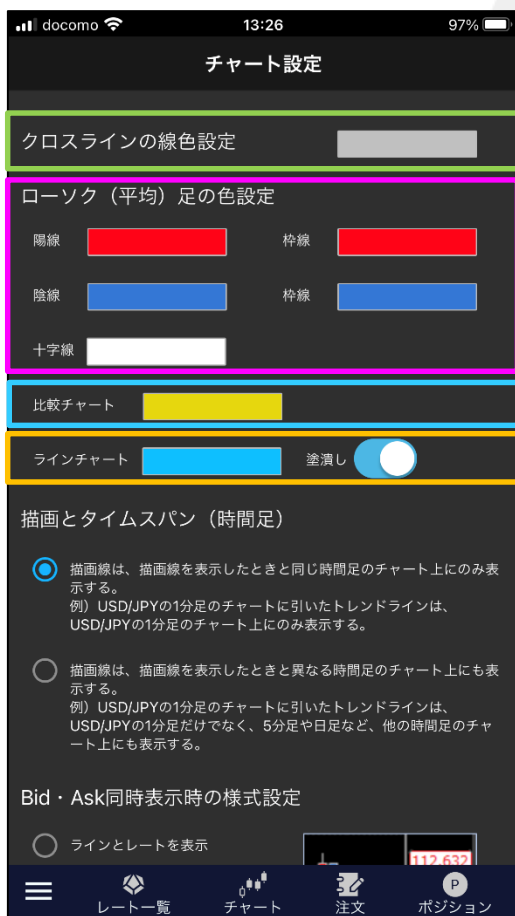 docomo 13:26 97%
チャート設定
クロスラインの線色設定
ローソク（平均）足の色設定
陽線 枠線
陰線 枠線
十字線
比較チャート
ラインチャート 塗潰し
描画とタイムスパン（時間足）
描画線は、描画線を表示したときと同じ時間足のチャート上にのみ表
示する。
例）USD/JPYの1分足のチャートに引いたトレンドラインは、
USD/JPYの1分足のチャート上にのみ表示する。
描画線は、描画線を表示したときと異なる時間足のチャート上にも表
示する。
例）USD/JPYの1分足のチャートに引いたトレンドラインは、
USD/JPYの1分足だけでなく、5分足や日足など、他の時間足のチャ
ート上にも表示する。
Bid・Ask同時表示時の様式設定
ラインとレートを表示
112.632
レート一覧 チャート 注文 P ポジション